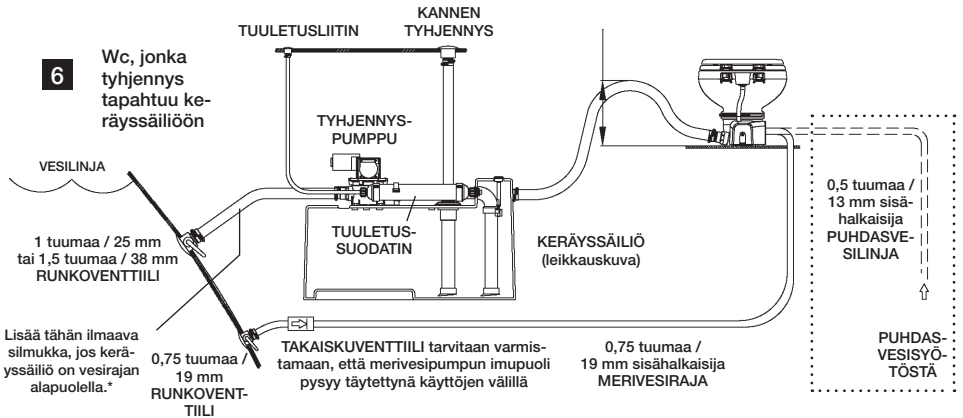 6
Wc, jonka
tyhjennys
tapahtuu ke-
räyssäiliöön
TUULETUSLIITIN
KANNEN
TYHJENNYS
TYHJENNYS-
PUMPPU
VESILINJA
TUULETUS-
SUODATIN
KERÄYSSÄILIÖ
(leikkauskuva)
0,5 tuumaa /
13 mm sisä-
halkaisija
PUHDASVE-
SILINJA
1 tuumaa / 25 mm
tai 1,5 tuumaa / 38 mm
RUNKOVENTTIILI
Lisää tähän ilmaava
silmukka, jos kerä-
yssäiliö on vesirajan
alapuolella.*
0,75 tuumaa /
19 mm
RUNKOVENT-
TIILI
TAKAISKUVENTTIILI tarvitaan varmis-
tamaan, että merivesipumpun imupuoli
pysyy täytettynä käyttöjen välillä
0,75 tuumaa /
19 mm sisähalkaisija
MERIVESIRAJA
PUHDAS-
VESISYÖ-
TÖSTÄ